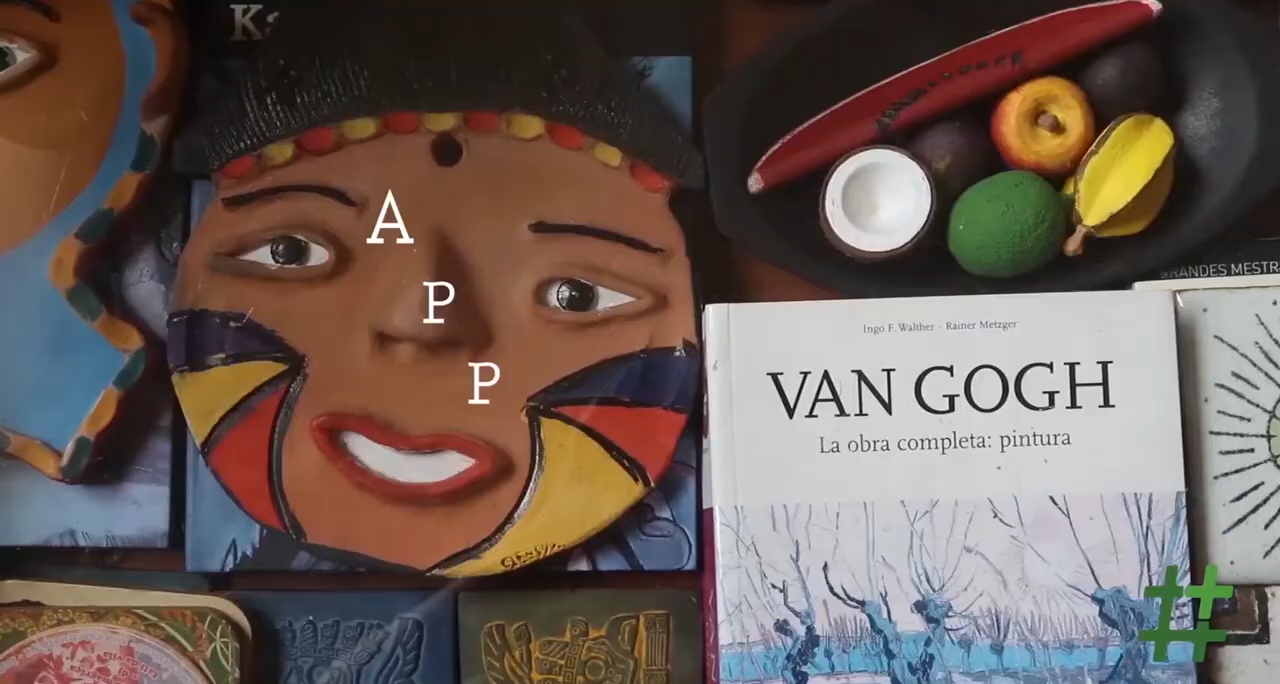 K
A
P
P
GRANDES MESTR
Ingo F. Walther · Rainer Metzger
VAN GOGH
La obra completa: pintura
#